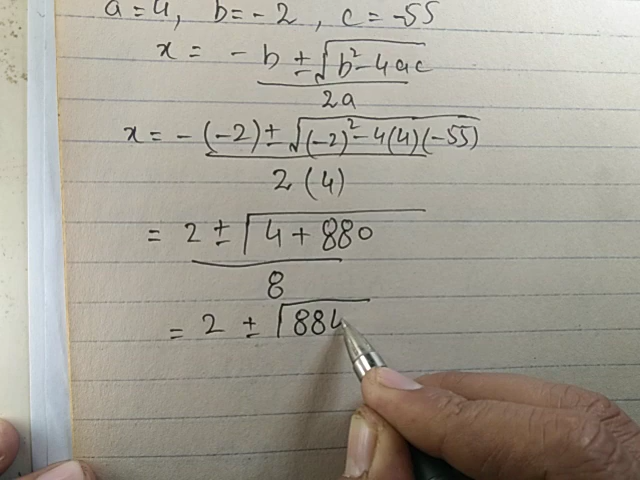 a = 4, b = -2, c = -55
x = -b ± √b² - 4ac
2a
x = -(-2) ± √(-2)² - 4(4)(-55)
2(4)
= 2 ± √4 + 880
8
= 2 ± √884